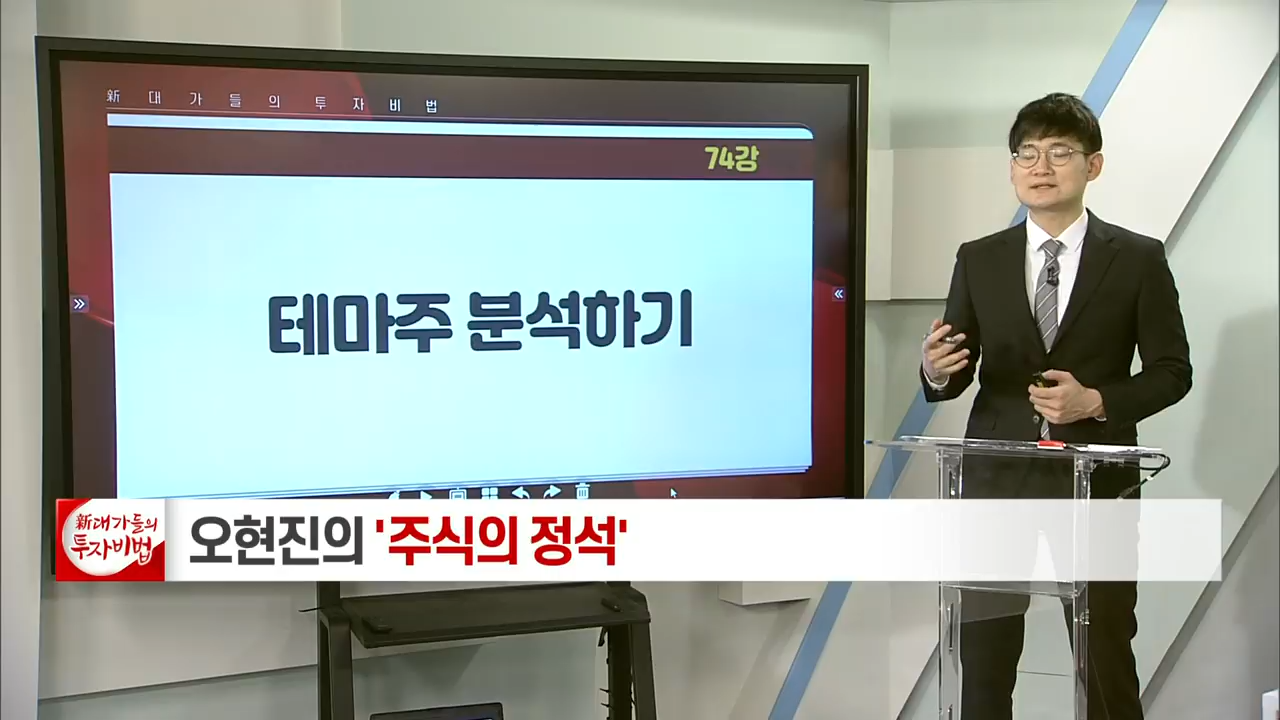 新 대 가 들 의 투 자 비 법
74강
테마주 분석하기
新대가들의
투자비법
오현진의 '주식의 정석'